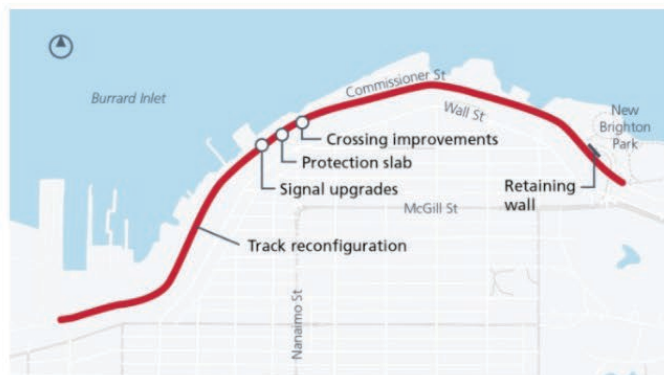 Commissioner St
Burrard Inlet
Wall St
New
Brighton
Park
Crossing improvements
Protection slab
Signal upgrades
Retaining
wall
McGill St
Track reconfiguration
Nanaimo St